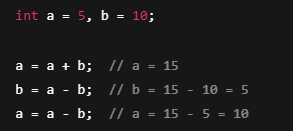 int a = 5, b = 10;
a = a + b;  // a = 15
b = a - b;  // b = 15 - 10 = 5
a = a - b;  // a = 15 - 5 = 10